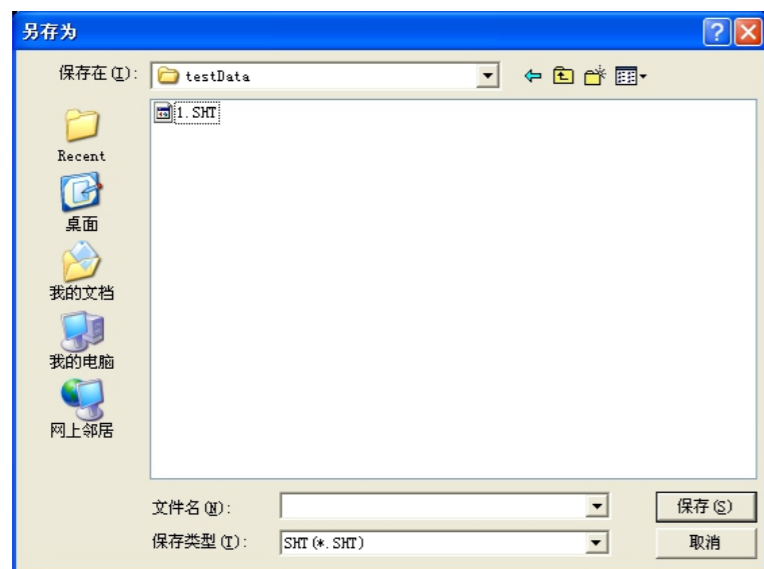 另存为
保存在(I):
testData
1.SHT
Recent
桌面
我的文档
我的电脑
网上邻居
文件名(N):
保存(S)
保存类型(T):
SHT(*.SHT)
取消